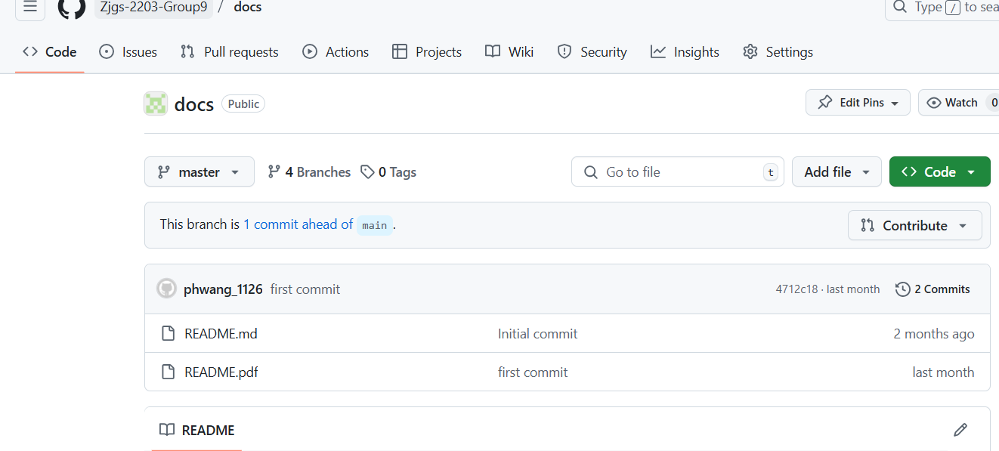 Zjgs-2203-Group9 / docs
Type / to sea
Code Issues Pull requests Actions Projects Wiki Security Insights Settings
docs Public Edit Pins Watch 0
master 4 Branches 0 Tags Go to file t Add file Code
This branch is 1 commit ahead of main . Contribute
phwang_1126 first commit 4712c18 · last month 2 Commits
README.md Initial commit 2 months ago
README.pdf first commit last month
README